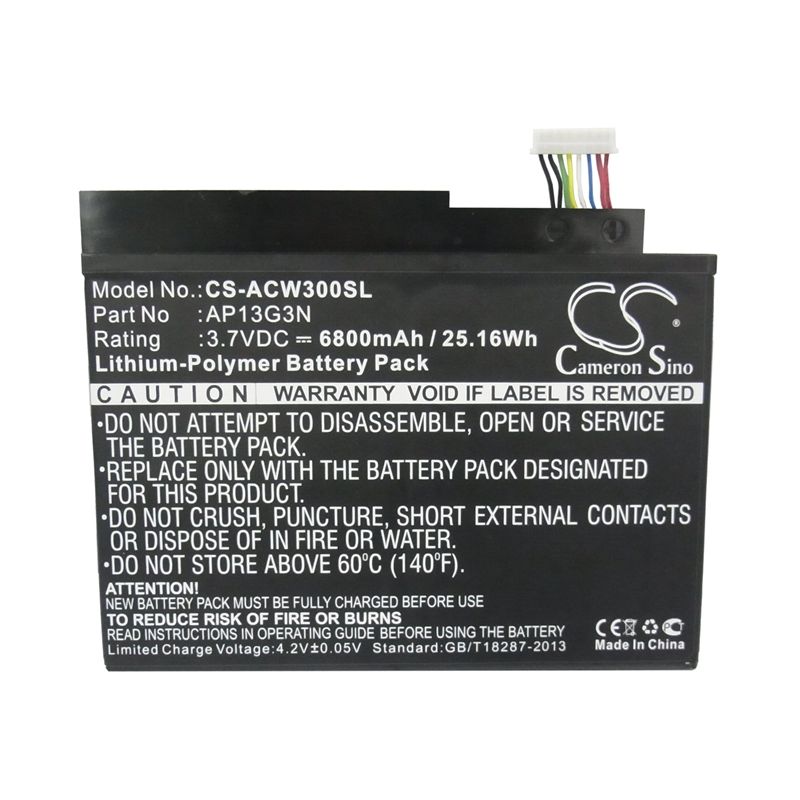 Model No.: CS-ACW300SL
Part No.: AP13G3N
Rating : 3.7VDC ⎓ 6800mAh / 25.16Wh
Lithium-Polymer Battery Pack
CS
®
Cameron Sino
CAUTION WARRANTY VOID IF LABEL IS REMOVED
•DO NOT ATTEMPT TO DISASSEMBLE, OPEN OR SERVICE
THE BATTERY PACK.
•REPLACE ONLY WITH THE BATTERY PACK DESIGNATED
FOR THIS PRODUCT.
•DO NOT CRUSH, PUNCTURE, SHORT EXTERNAL CONTACTS
OR DISPOSE OF IN FIRE OR WATER.
•DO NOT STORE ABOVE 60°C (140°F).
ATTENTION!
NEW BATTERY PACK MUST BE FULLY CHARGED BEFORE USE
TO REDUCE RISK OF FIRE OR BURNS
READ INSTRUCTIONS OR OPERATING GUIDE BEFORE USE.
Limited Charge Voltage:4.2V±0.05V Standard:GB/T18287-2013
CE PCT
Made in China